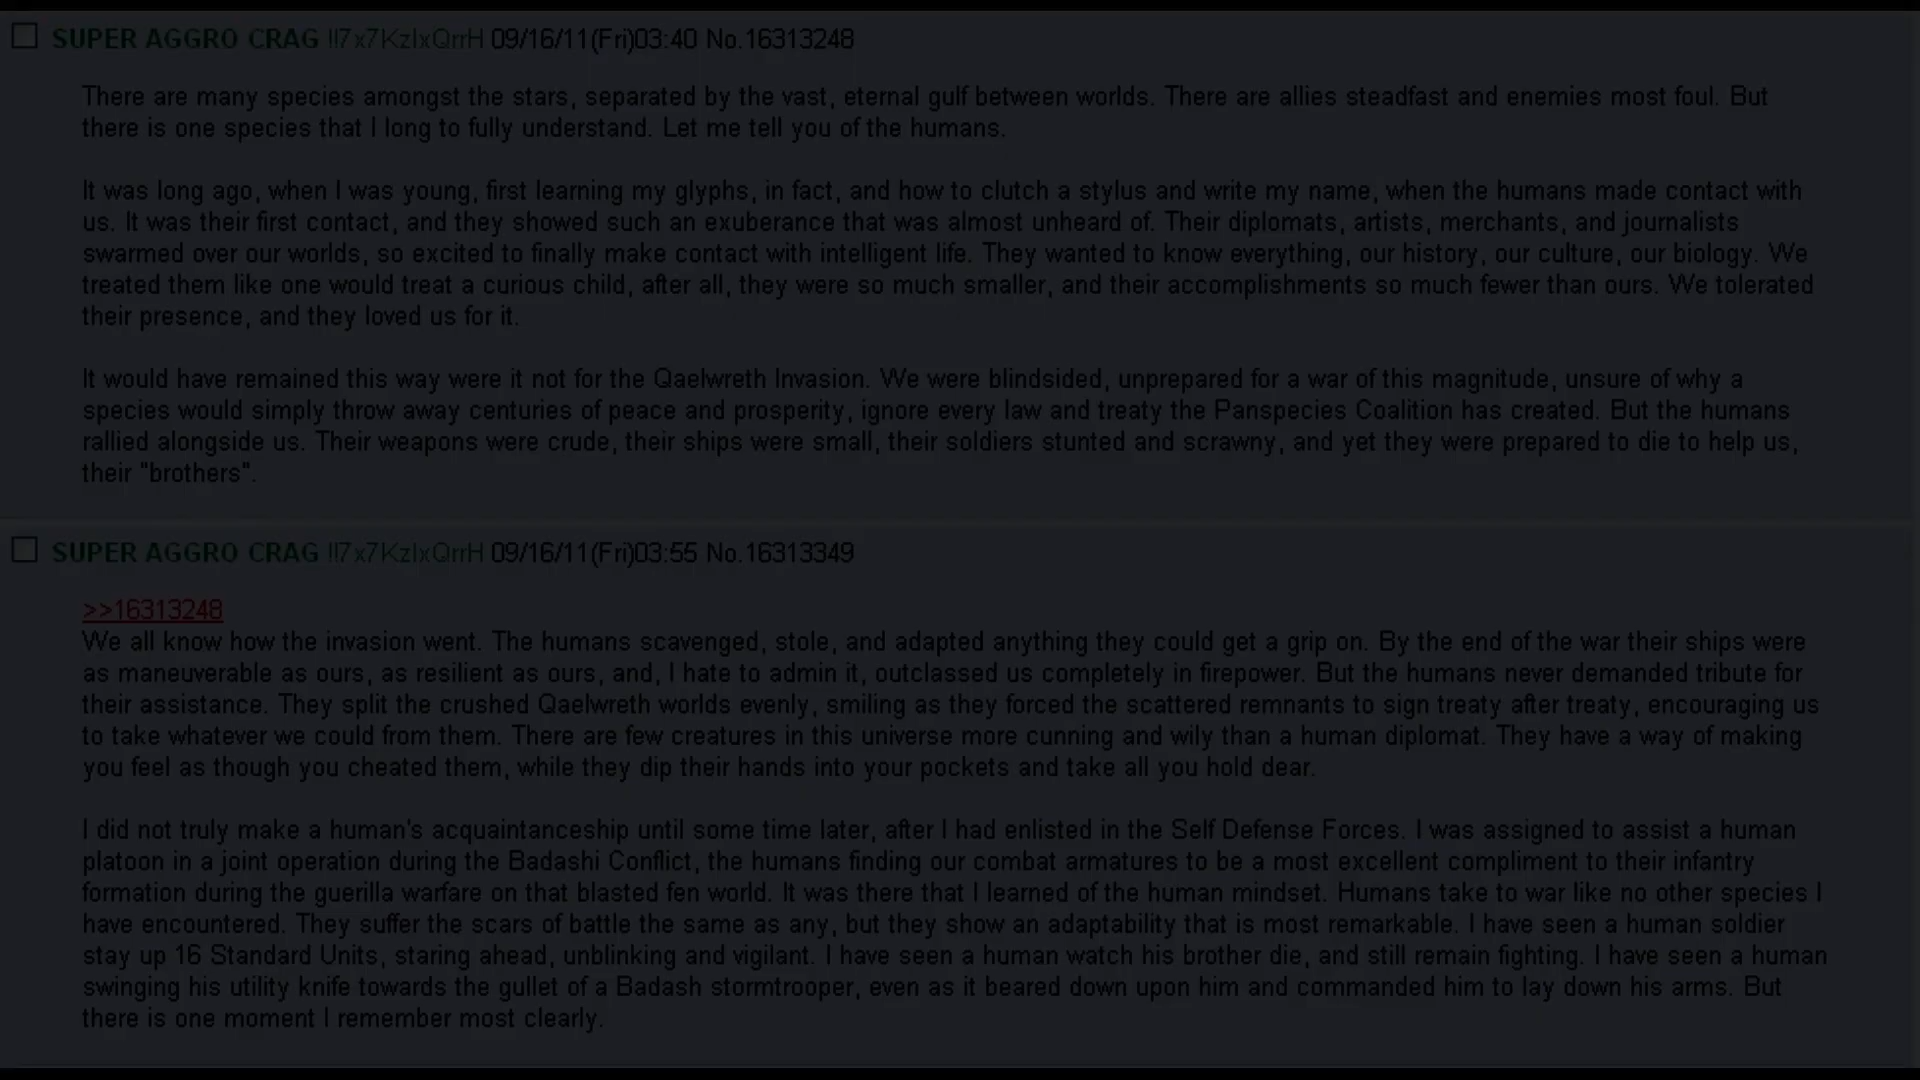 SUPER AGGRO CRAG !!7x7KzIxQrrH 09/16/11(Fri)03:40 No.16313248
There are many species amongst the stars, separated by the vast, eternal gulf between worlds. There are allies steadfast and enemies most foul. But
there is one species that I long to fully understand. Let me tell you of the humans.
It was long ago, when I was young, first learning my glyphs, in fact, and how to clutch a stylus and write my name, when the humans made contact with
us. It was their first contact, and they showed such an exuberance that was almost unheard of. Their diplomats, artists, merchants, and journalists
swarmed over our worlds, so excited to finally make contact with intelligent life. They wanted to know everything, our history, our culture, our biology. We
treated them like one would treat a curious child, after all, they were so much smaller, and their accomplishments so much fewer than ours. We tolerated
their presence, and they loved us for it.
It would have remained this way were it not for the Qaelwreth Invasion. We were blindsided, unprepared for a war of this magnitude, unsure of why a
species would simply throw away centuries of peace and prosperity, ignore every law and treaty the Panspecies Coalition has created. But the humans
rallied alongside us. Their weapons were crude, their ships were small, their soldiers stunted and scrawny, and yet they were prepared to die to help us,
their "brothers".
SUPER AGGRO CRAG !!7x7KzIxQrrH 09/16/11(Fri)03:55 No.16313349
>>16313248
We all know how the invasion went. The humans scavenged, stole, and adapted anything they could get a grip on. By the end of the war their ships were
as maneuverable as ours, as resilient as ours, and, I hate to admin it, outclassed us completely in firepower. But the humans never demanded tribute for
their assistance. They split the crushed Qaelwreth worlds evenly, smiling as they forced the scattered remnants to sign treaty after treaty, encouraging us
to take whatever we could from them. There are few creatures in this universe more cunning and wily than a human diplomat. They have a way of making
you feel as though you cheated them, while they dip their hands into your pockets and take all you hold dear.
I did not truly make a human's acquaintanceship until some time later, after I had enlisted in the Self Defense Forces. I was assigned to assist a human
platoon in a joint operation during the Badashi Conflict, the humans finding our combat armatures to be a most excellent compliment to their infantry
formation during the guerilla warfare on that blasted fen world. It was there that I learned of the human mindset. Humans take to war like no other species I
have encountered. They suffer the scars of battle the same as any, but they show an adaptability that is most remarkable. I have seen a human soldier
stay up 16 Standard Units, staring ahead, unblinking and vigilant. I have seen a human watch his brother die, and still remain fighting. I have seen a human
swinging his utility knife towards the gullet of a Badash stormtrooper, even as it beared down upon him and commanded him to lay down his arms. But
there is one moment I remember most clearly.